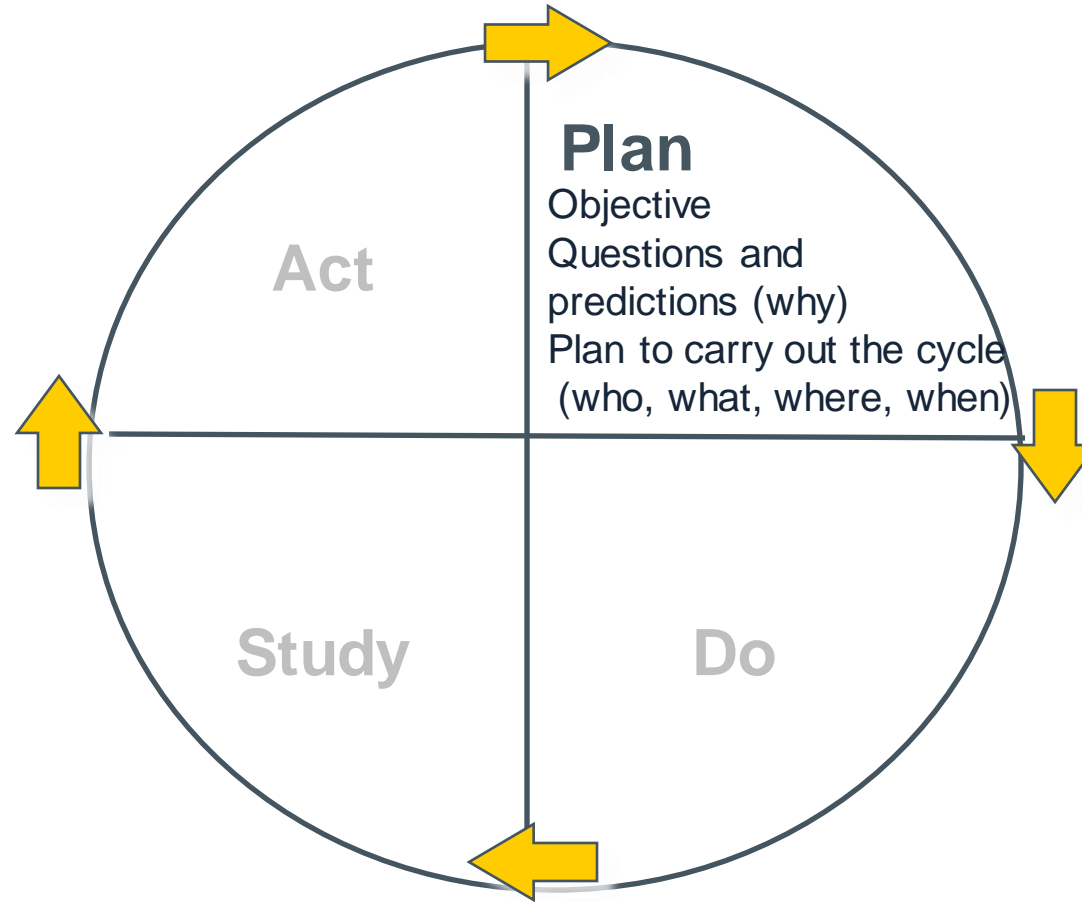 Plan
Objective
Questions and
predictions (why)
Plan to carry out the cycle
(who, what, where, when)
Act
Study
Do